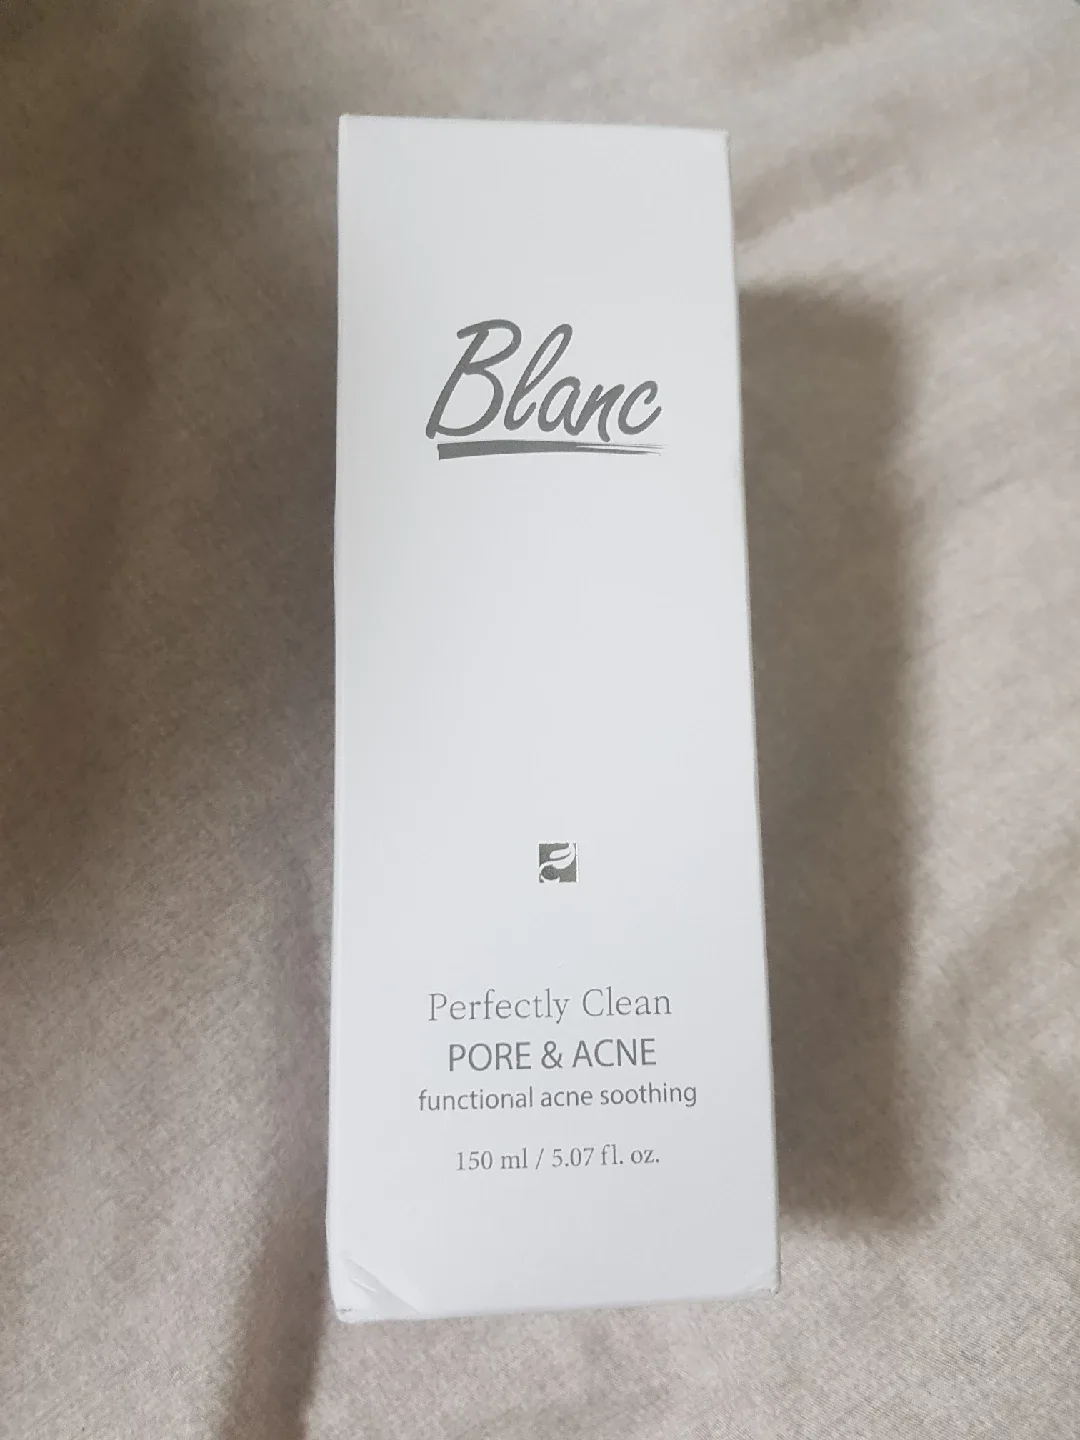 Blanc
Perfectly Clean
PORE & ACNE
functional acne soothing
150 ml / 5.07 fl. oz.